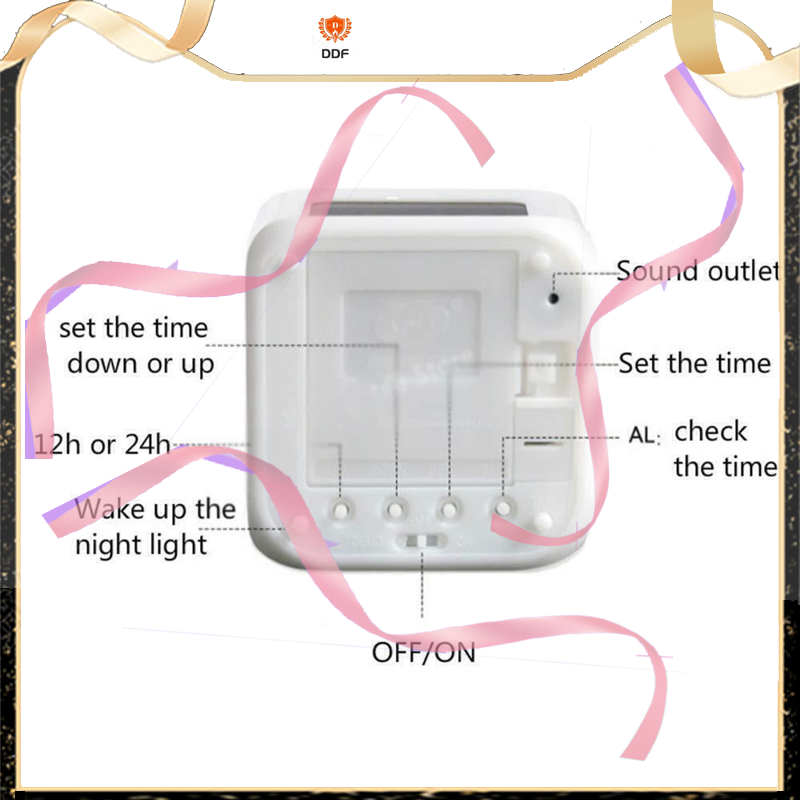 DDF
Sound outlet
set the time
down or up
Set the time
12h or 24h
AL: check
the time
Wake up the
night light
OFF/ON